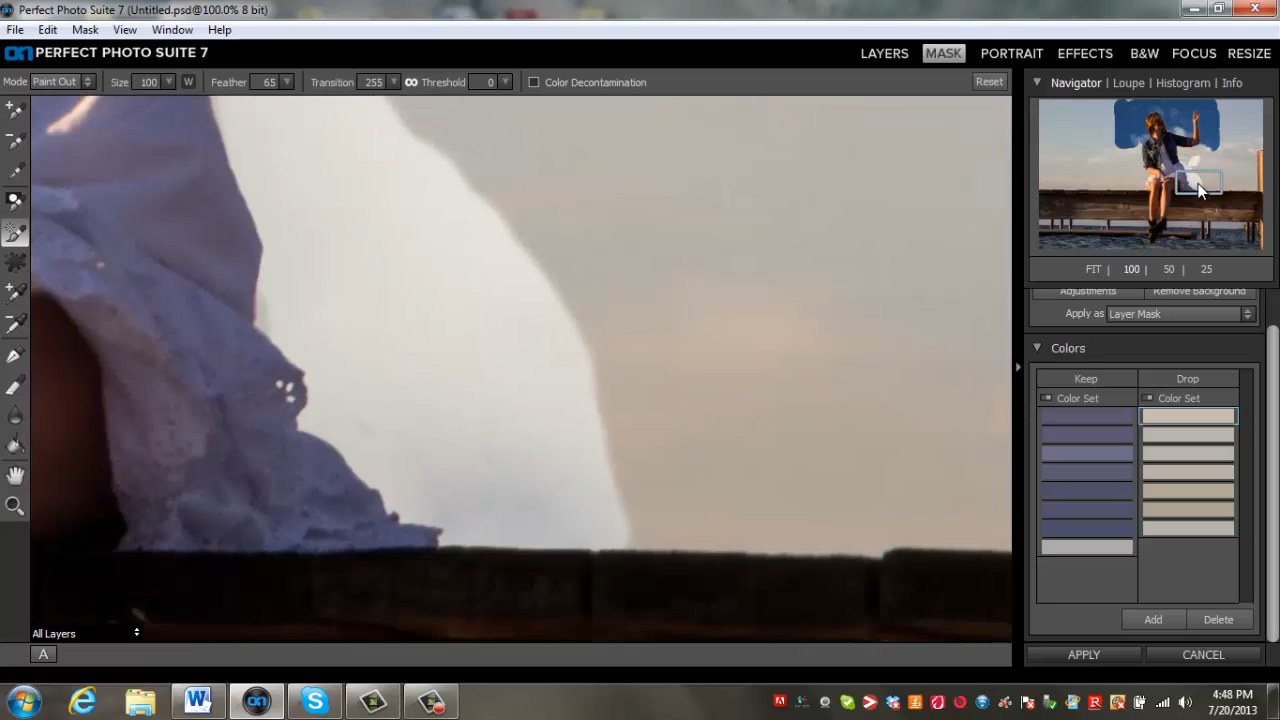 Perfect Photo Suite 7 (Untitled.psd@100.0% 8 bit)
File Edit Mask View Window Help
on PERFECT PHOTO SUITE 7
LAYERS MASK PORTRAIT EFFECTS B&W FOCUS RESIZE
Mode Paint Out Size 100 W Feather 65 Transition 255 Threshold 0 Color Decontamination Reset
Navigator | Loupe | Histogram | Info
FIT | 100 | 50 | 25
Adjustments Remove Background
Apply as Layer Mask
Colors
Keep Drop
Color Set Color Set
Add Delete
All Layers
A
APPLY CANCEL
4:48 PM
7/20/2013